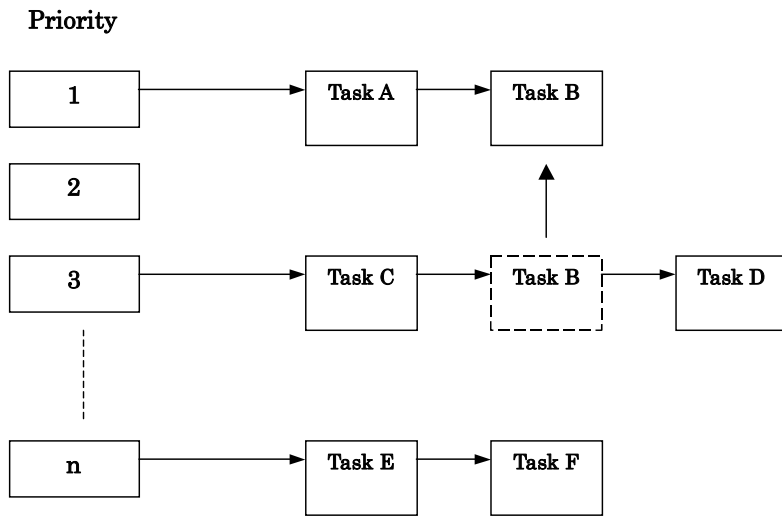 Priority
1
Task A
Task B
2
3
Task C
Task B
Task D
n
Task E
Task F